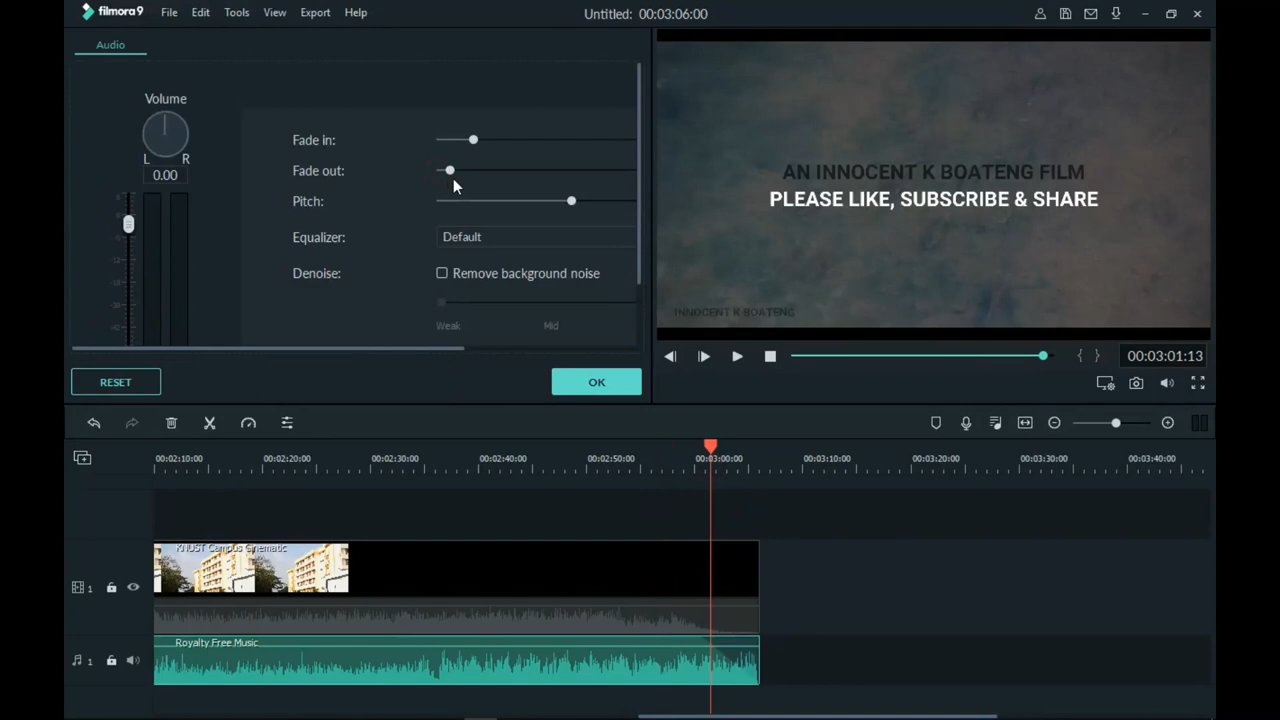 filmora9 File Edit Tools View Export Help Untitled: 00:03:06:00
Audio
Volume
L R
0.00
Fade in:
Fade out:
Pitch:
Equalizer: Default
Denoise: Remove background noise
Weak Mid
RESET OK
AN INNOCENT K BOATENG FILM
PLEASE LIKE, SUBSCRIBE & SHARE
INNOCENT K BOATENG
00:03:01:13
00:02:10:00 00:02:20:00 00:02:30:00 00:02:40:00 00:02:50:00 00:03:00:00 00:03:10:00 00:03:20:00 00:03:30:00 00:03:40:00
KNUST Campus Cinematic
1
Royalty Free Music
1